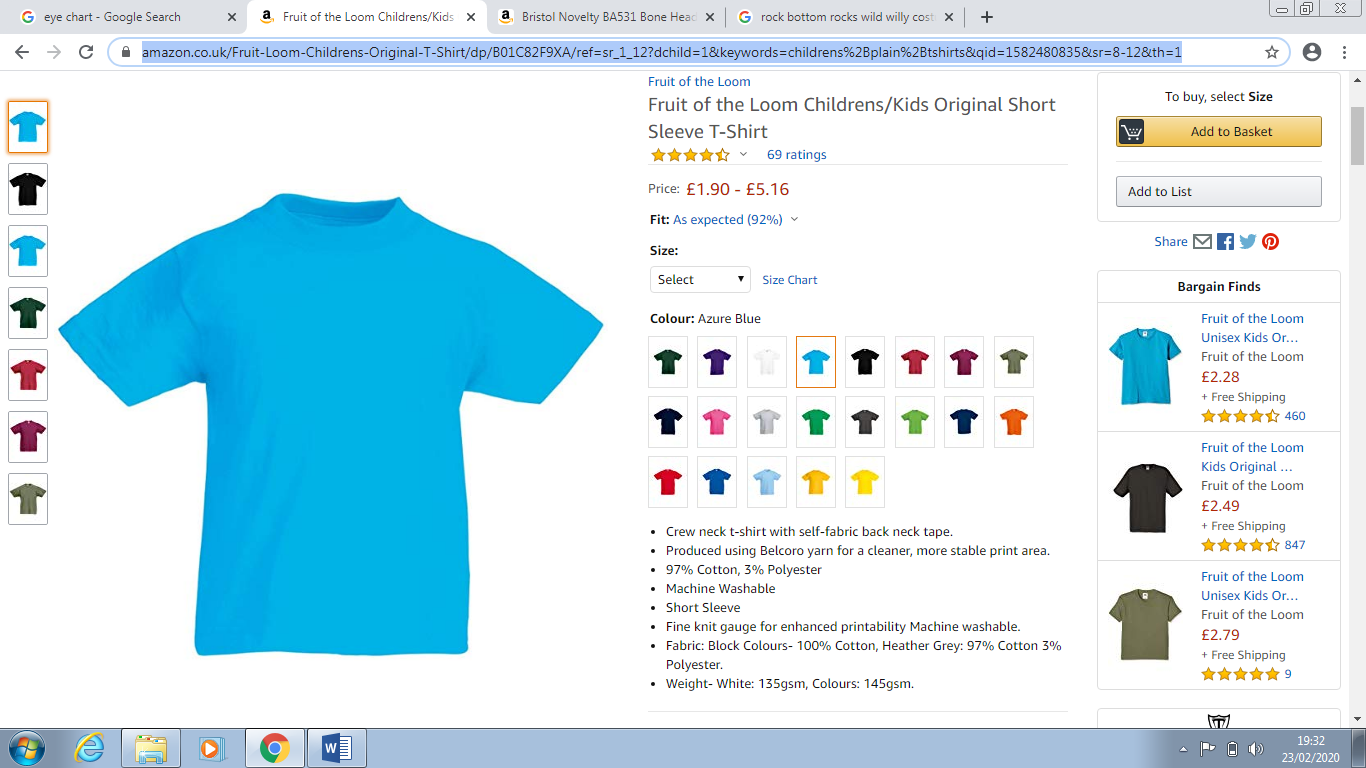 eye chart - Google Search
Fruit of the Loom Childrens/Kids
Bristol Novelty BA531 Bone Head
rock bottom rocks wild willy cost
amazon.co.uk/Fruit-Loom-Childrens-Original-T-Shirt/dp/B01C82F9XA/ref=sr_1_12?dchild=1&keywords=childrens%2Bplain%2Btshirts&qid=1582480835&sr=8-12&th=1
Fruit of the Loom
Fruit of the Loom Childrens/Kids Original Short
Sleeve T-Shirt
69 ratings
Price: £1.90 - £5.16
Fit: As expected (92%)
Size:
Select
Size Chart
Colour: Azure Blue
• Crew neck t-shirt with self-fabric back neck tape.
• Produced using Belcoro yarn for a cleaner, more stable print area.
• 97% Cotton, 3% Polyester
• Machine Washable
• Short Sleeve
• Fine knit gauge for enhanced printability Machine washable.
• Fabric: Block Colours- 100% Cotton, Heather Grey: 97% Cotton 3%
Polyester.
• Weight- White: 135gsm, Colours: 145gsm.
To buy, select Size
Add to Basket
Add to List
Share
Bargain Finds
Fruit of the Loom
Unisex Kids Or…
Fruit of the Loom
£2.28
+ Free Shipping
460
Fruit of the Loom
Kids Original …
Fruit of the Loom
£2.49
+ Free Shipping
847
Fruit of the Loom
Unisex Kids Or…
Fruit of the Loom
£2.79
+ Free Shipping
9
19:32
23/02/2020